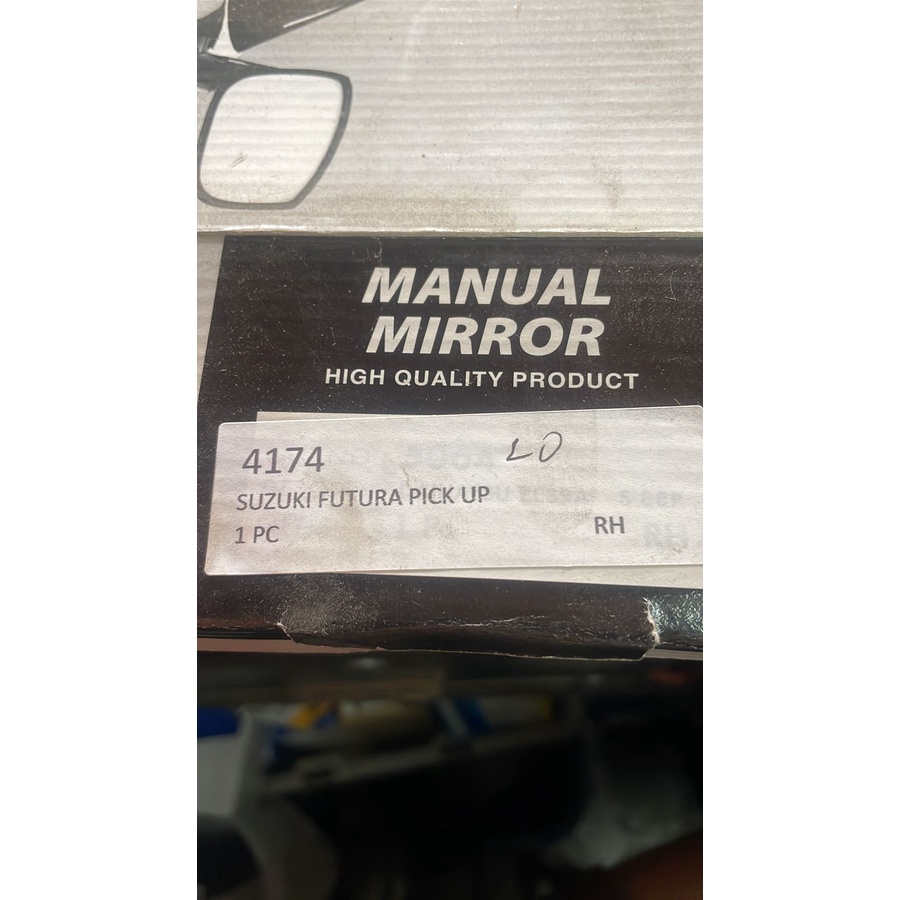 MANUAL
MIRROR
HIGH QUALITY PRODUCT
4174 LO
SUZUKI FUTURA PICK UP
1 PC RH